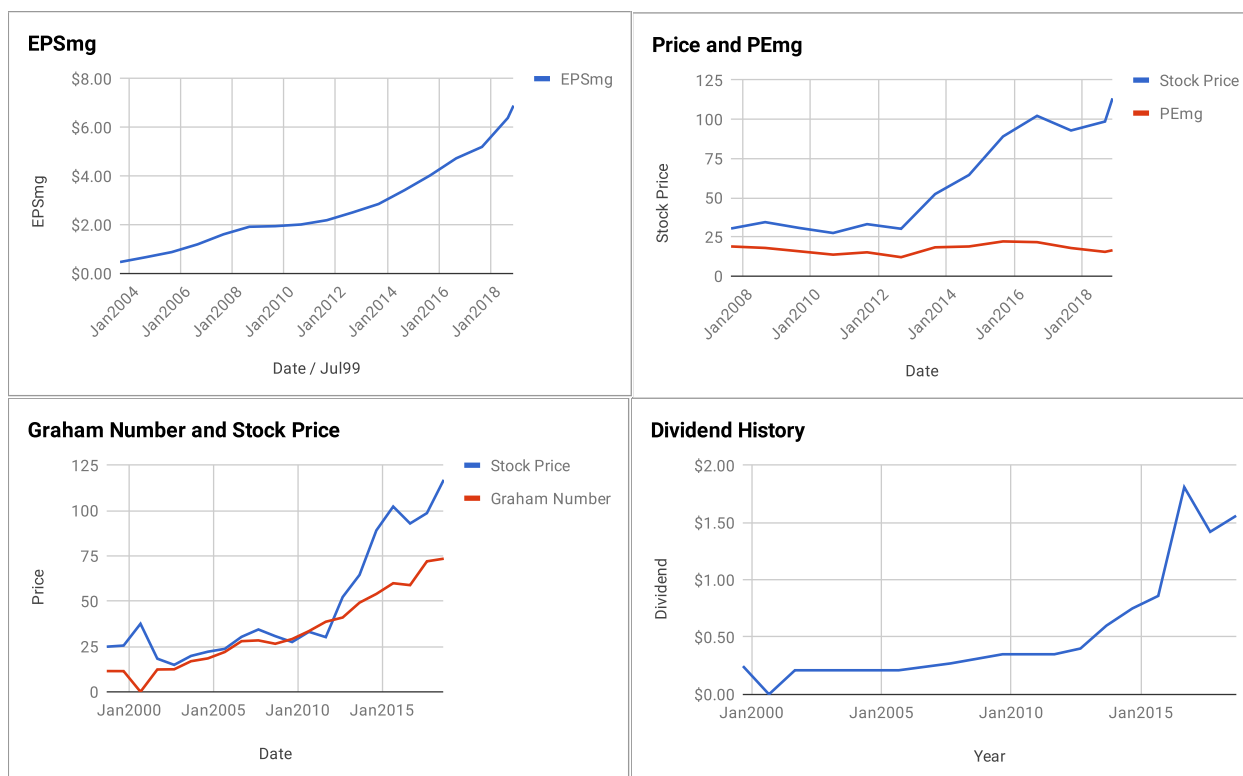 EPSmg
$8.00
$6.00
$4.00
$2.00
$0.00
EPSmg
EPSmg
Jan2004
Jan2006
Jan2008
Jan2010
Jan2012
Jan2014
Jan2016
Jan2018
Date / Jul99
Price and PEmg
125
100
75
50
25
0
Stock Price
Stock Price
PEmg
Jan2008
Jan2010
Jan2012
Jan2014
Jan2016
Jan2018
Date
Graham Number and Stock Price
125
100
75
50
25
0
Price
Stock Price
Graham Number
Jan2000
Jan2005
Jan2010
Jan2015
Date
Dividend History
$2.00
$1.50
$1.00
$0.50
$0.00
Dividend
Jan2000
Jan2005
Jan2010
Jan2015
Year